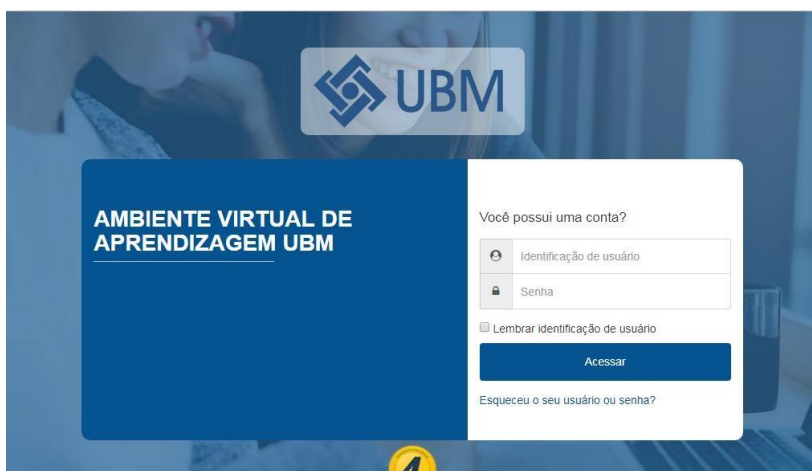 UBM
AMBIENTE VIRTUAL DE
APRENDIZAGEM UBM
Você possui uma conta?
Identificação de usuário
Senha
Lembrar identificação de usuário
Acessar
Esqueceu o seu usuário ou senha?
4